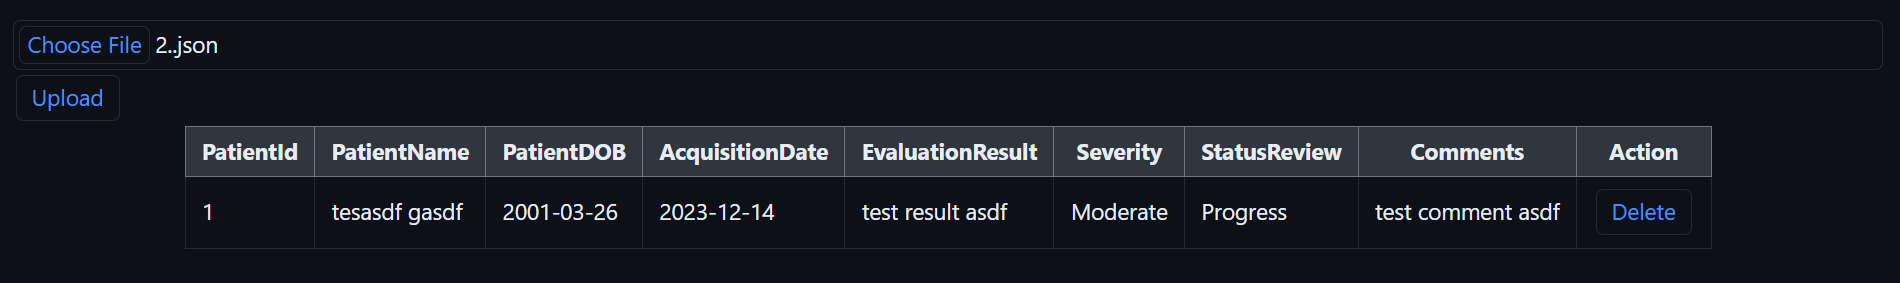 Choose File 2..json
Upload
PatientId PatientName PatientDOB AcquisitionDate EvaluationResult Severity StatusReview Comments Action
1 tesasdf gasdf 2001-03-26 2023-12-14 test result asdf Moderate Progress test comment asdf Delete